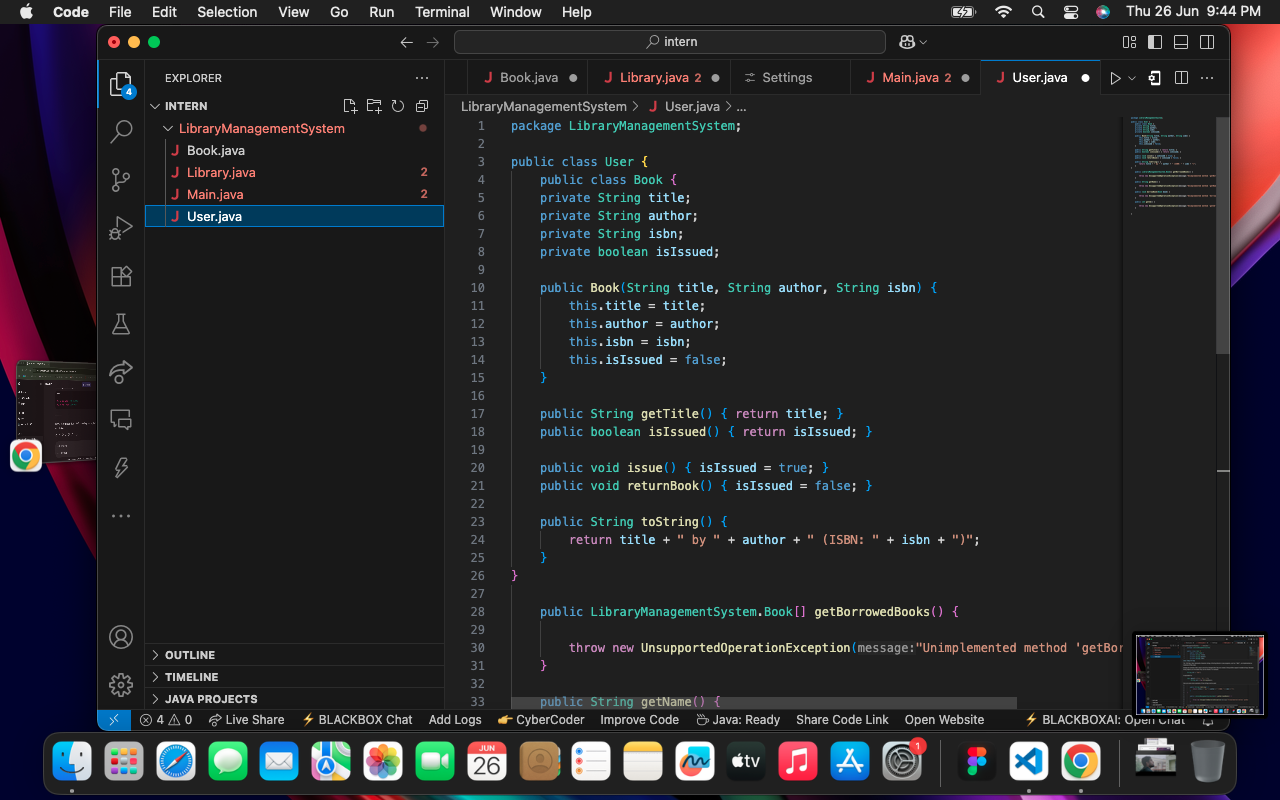 Code File Edit Selection View Go Run Terminal Window Help Thu 26 Jun 9:44 PM
intern
EXPLORER
Book.java Library.java 2 Settings Main.java 2 User.java
INTERN
LibraryManagementSystem > User.java > ...
LibraryManagementSystem
Book.java
Library.java 2
Main.java 2
User.java
4
1 package LibraryManagementSystem;
2
3 public class User {
4 public class Book {
5 private String title;
6 private String author;
7 private String isbn;
8 private boolean isIssued;
9
10 public Book(String title, String author, String isbn) {
11 this.title = title;
12 this.author = author;
13 this.isbn = isbn;
14 this.isIssued = false;
15 }
16
17 public String getTitle() { return title; }
18 public boolean isIssued() { return isIssued; }
19
20 public void issue() { isIssued = true; }
21 public void returnBook() { isIssued = false; }
22
23 public String toString() {
24 return title + " by " + author + " (ISBN: " + isbn + ")";
25 }
26 }
27
28 public LibraryManagementSystem.Book[] getBorrowedBooks() {
29
30 throw new UnsupportedOperationException(message:"Unimplemented method 'getBor
31 }
32
33 public String getName() {
OUTLINE
TIMELINE
JAVA PROJECTS
4 0 Live Share BLACKBOX Chat Add Logs CyberCoder Improve Code Java: Ready Share Code Link Open Website BLACKBOXAI: Open Chat
JUN
26
tv
1